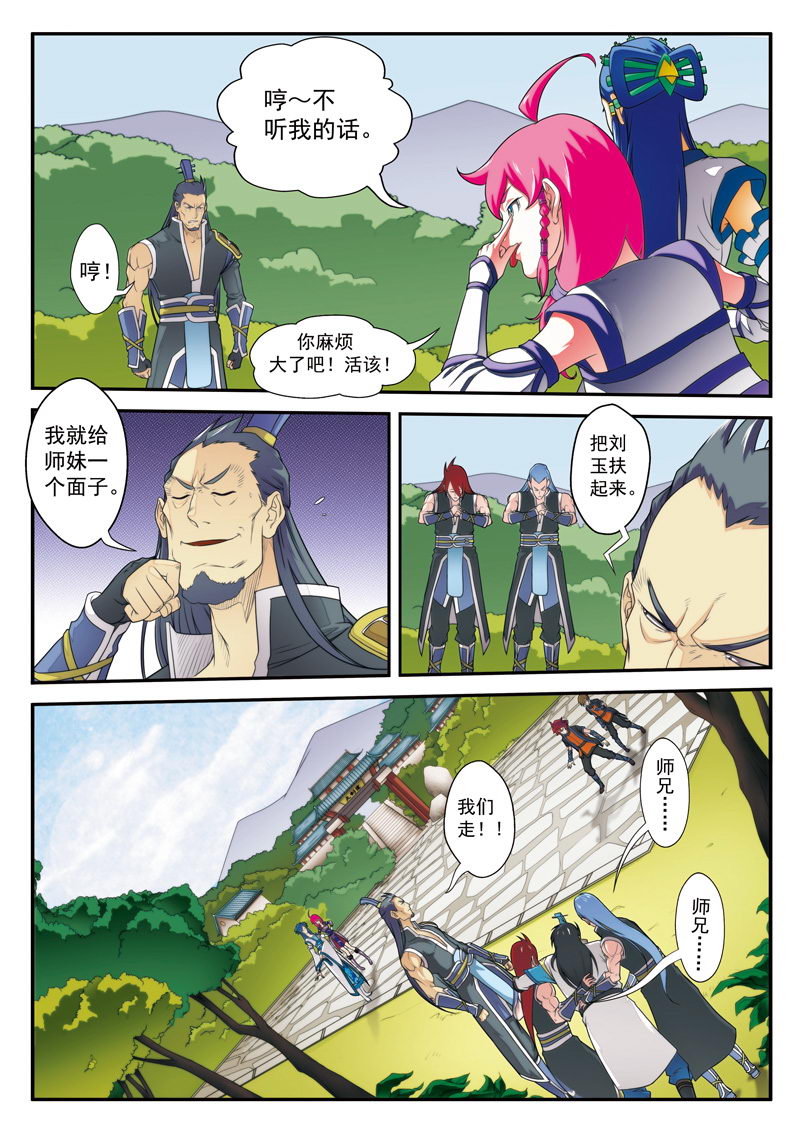 哼～不
听我的话。
哼！
你麻烦
大了吧！活该！
我就给
师妹一
个面子。
把刘
玉扶
起来。
师兄……
我们
走！！
师兄……